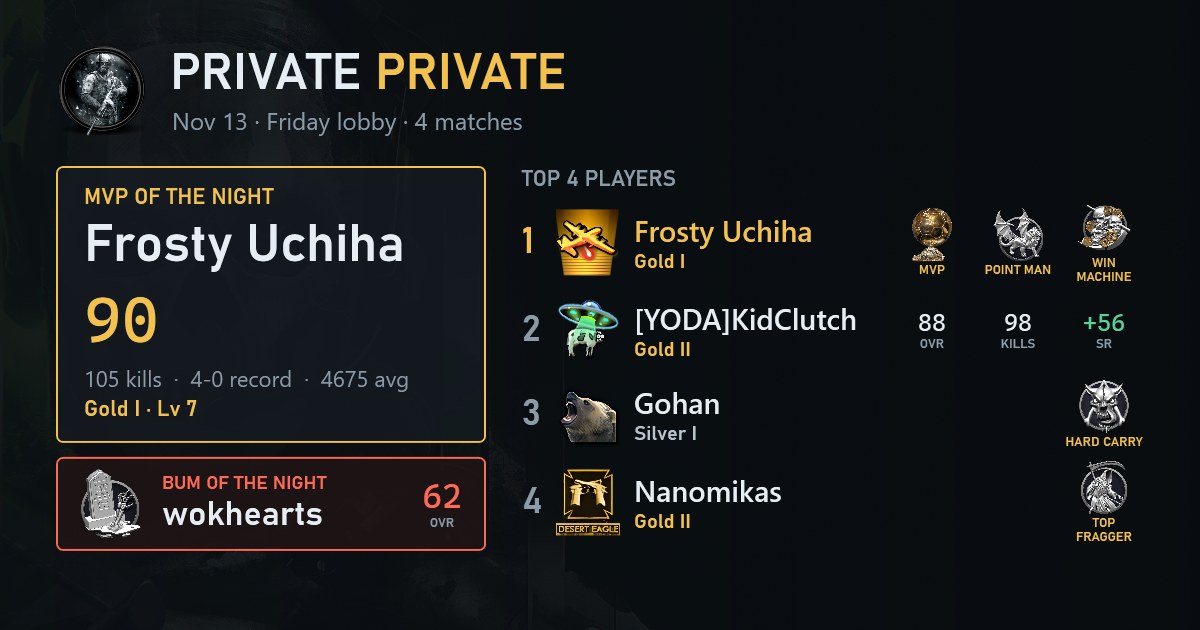 PRIVATE PRIVATE
Nov 13 · Friday lobby · 4 matches
MVP OF THE NIGHT
Frosty Uchiha
90
105 kills · 4-0 record · 4675 avg
Gold I · Lv 7
BUM OF THE NIGHT
wokhearts
62
OVR
TOP 4 PLAYERS
1
Frosty Uchiha
Gold I
MVP
POINT MAN
WIN
MACHINE
2
[YODA]KidClutch
Gold II
88
OVR
98
KILLS
+56
SR
3
Gohan
Silver I
HARD CARRY
4
DESERT EAGLE
Nanomikas
Gold II
TOP
FRAGGER